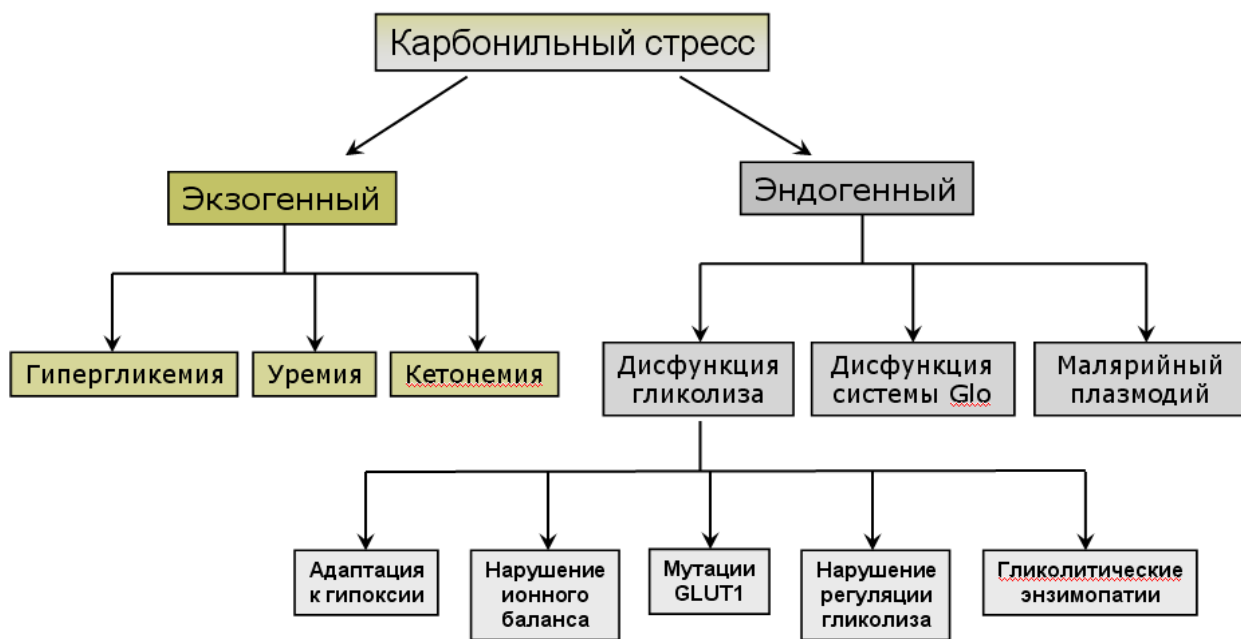 Карбонильный стресс
Экзогенный
Эндогенный
Гипергликемия
Уремия
Кетонемия
Дисфункция
гликолиза
Дисфункция
системы Glo
Малярийный
плазмодий
Адаптация
к гипоксии
Нарушение
ионного
баланса
Мутации
GLUT1
Нарушение
регуляции
гликолиза
Гликолитические
энзимопатии